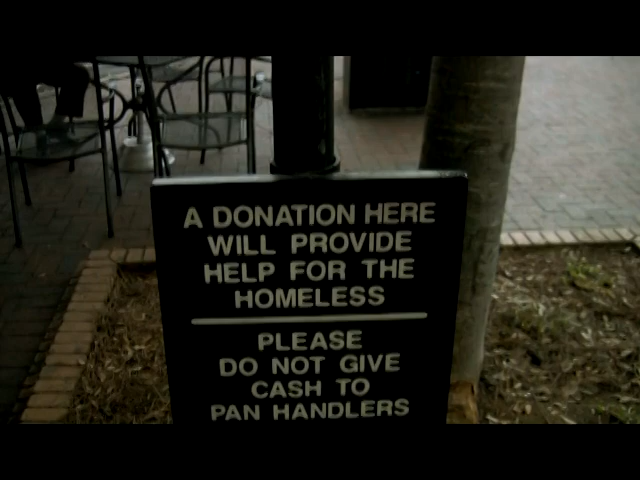 A DONATION HERE
WILL PROVIDE
HELP FOR THE
HOMELESS
PLEASE
DO NOT GIVE
CASH TO
PAN HANDLERS